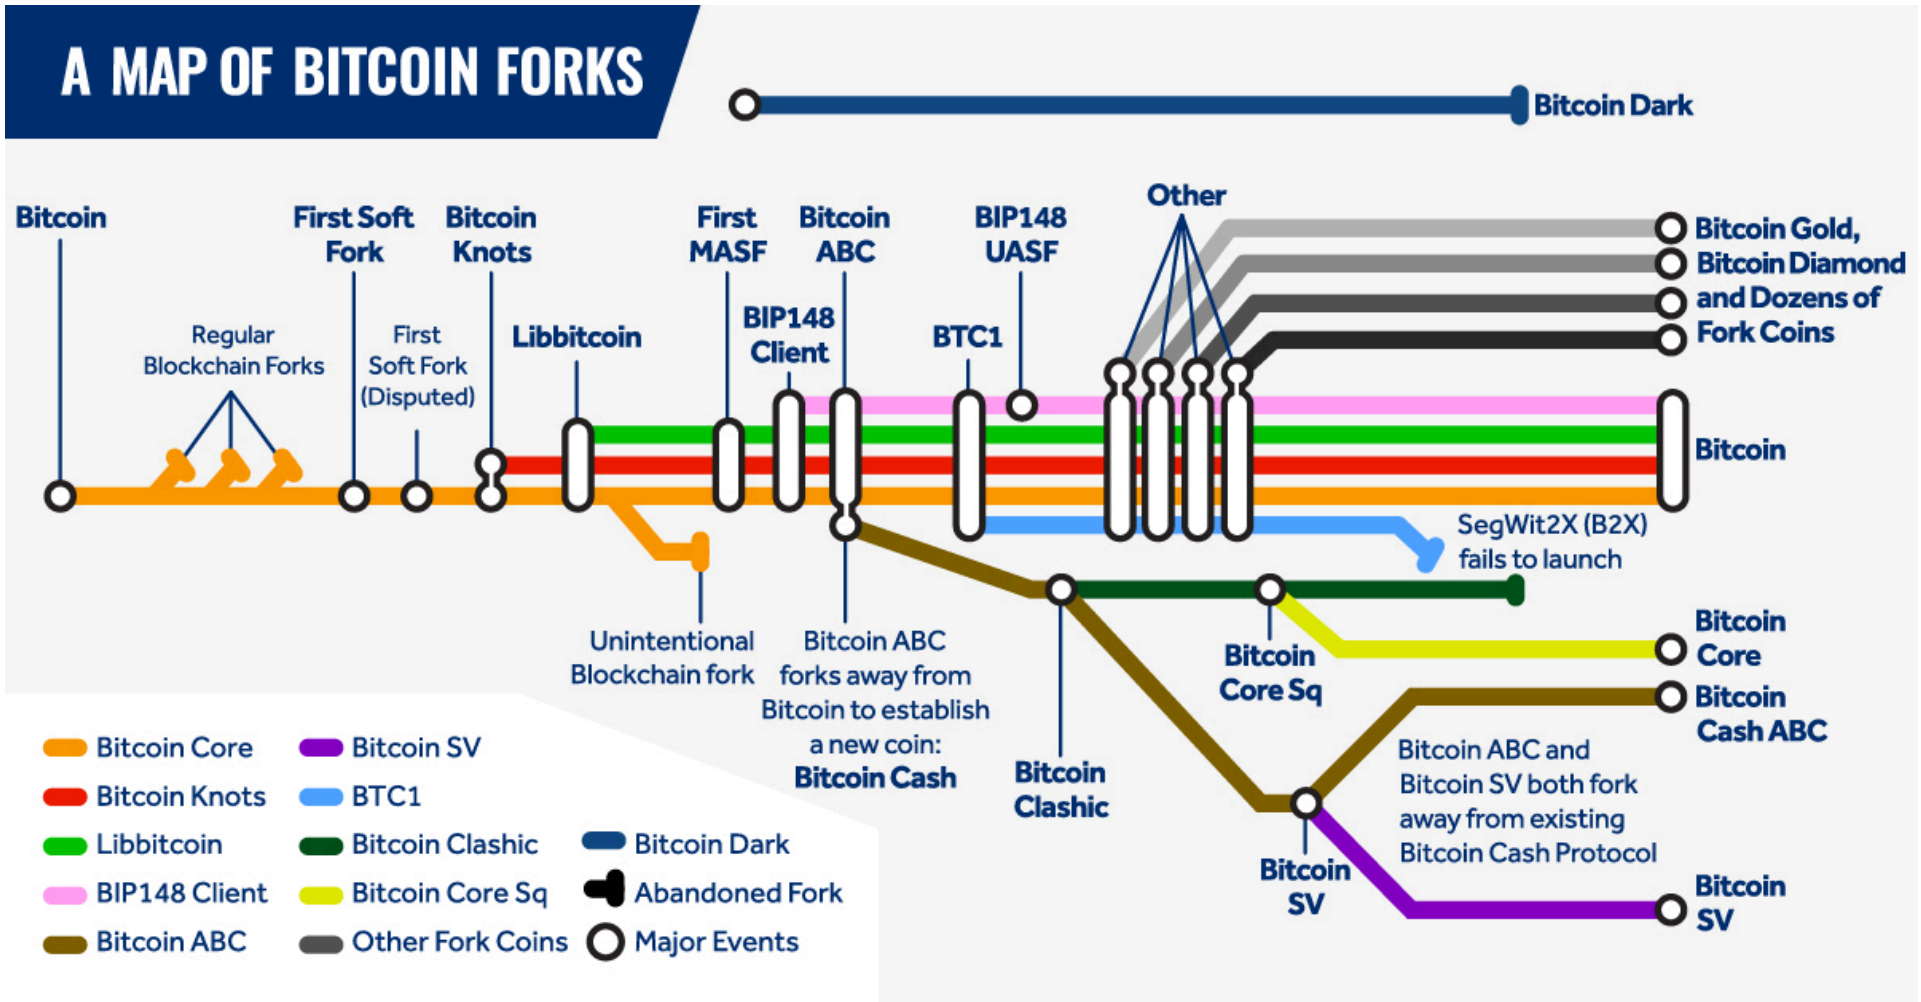 A MAP OF BITCOIN FORKS
Bitcoin Dark
Bitcoin
First Soft
Fork
Bitcoin
Knots
First
MASF
Bitcoin
ABC
BIP148
UASF
Other
Regular
Blockchain Forks
First
Soft Fork
(Disputed)
Libbitcoin
BIP148
Client
BTC1
Bitcoin Gold,
Bitcoin Diamond
and Dozens of
Fork Coins
Bitcoin
SegWit2X (B2X)
fails to launch
Unintentional
Blockchain fork
Bitcoin ABC
forks away from
Bitcoin to establish
a new coin:
Bitcoin Cash
Bitcoin
Clashic
Bitcoin
Core Sq
Bitcoin
Core
Bitcoin
Cash ABC
Bitcoin ABC and
Bitcoin SV both fork
away from existing
Bitcoin Cash Protocol
Bitcoin
SV
Bitcoin
SV
Bitcoin Core
Bitcoin Knots
Libbitcoin
BIP148 Client
Bitcoin ABC
Bitcoin SV
BTC1
Bitcoin Clashic
Bitcoin Core Sq
Other Fork Coins
Bitcoin Dark
Abandoned Fork
Major Events